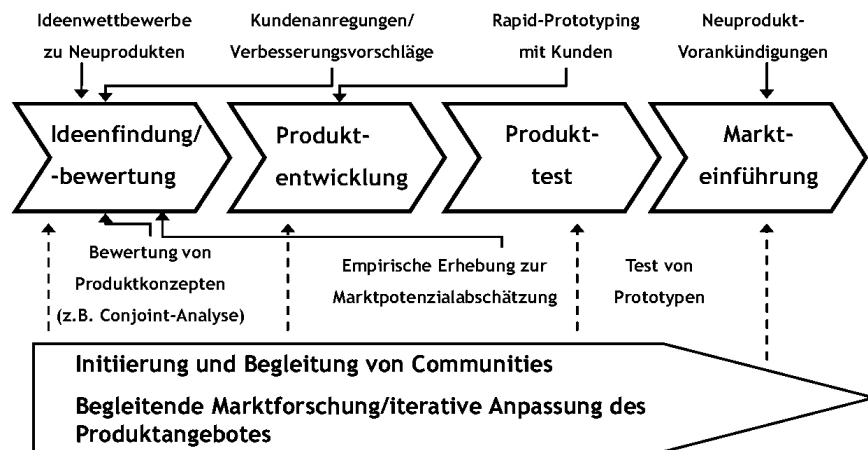 Ideenwettbewerbe
zu Neuprodukten
Kundenanregungen/
Verbesserungsvorschläge
Rapid-Prototyping
mit Kunden
Neuprodukt-
Vorankündigungen
Ideenfindung/
-bewertung
Produkt-
entwicklung
Produkt-
test
Markt-
einführung
Bewertung von
Produktkonzepten
(z.B. Conjoint-Analyse)
Empirische Erhebung zur
Marktpotenzialabschätzung
Test von
Prototypen
Initiierung und Begleitung von Communities
Begleitende Marktforschung/iterative Anpassung des
Produktangebotes